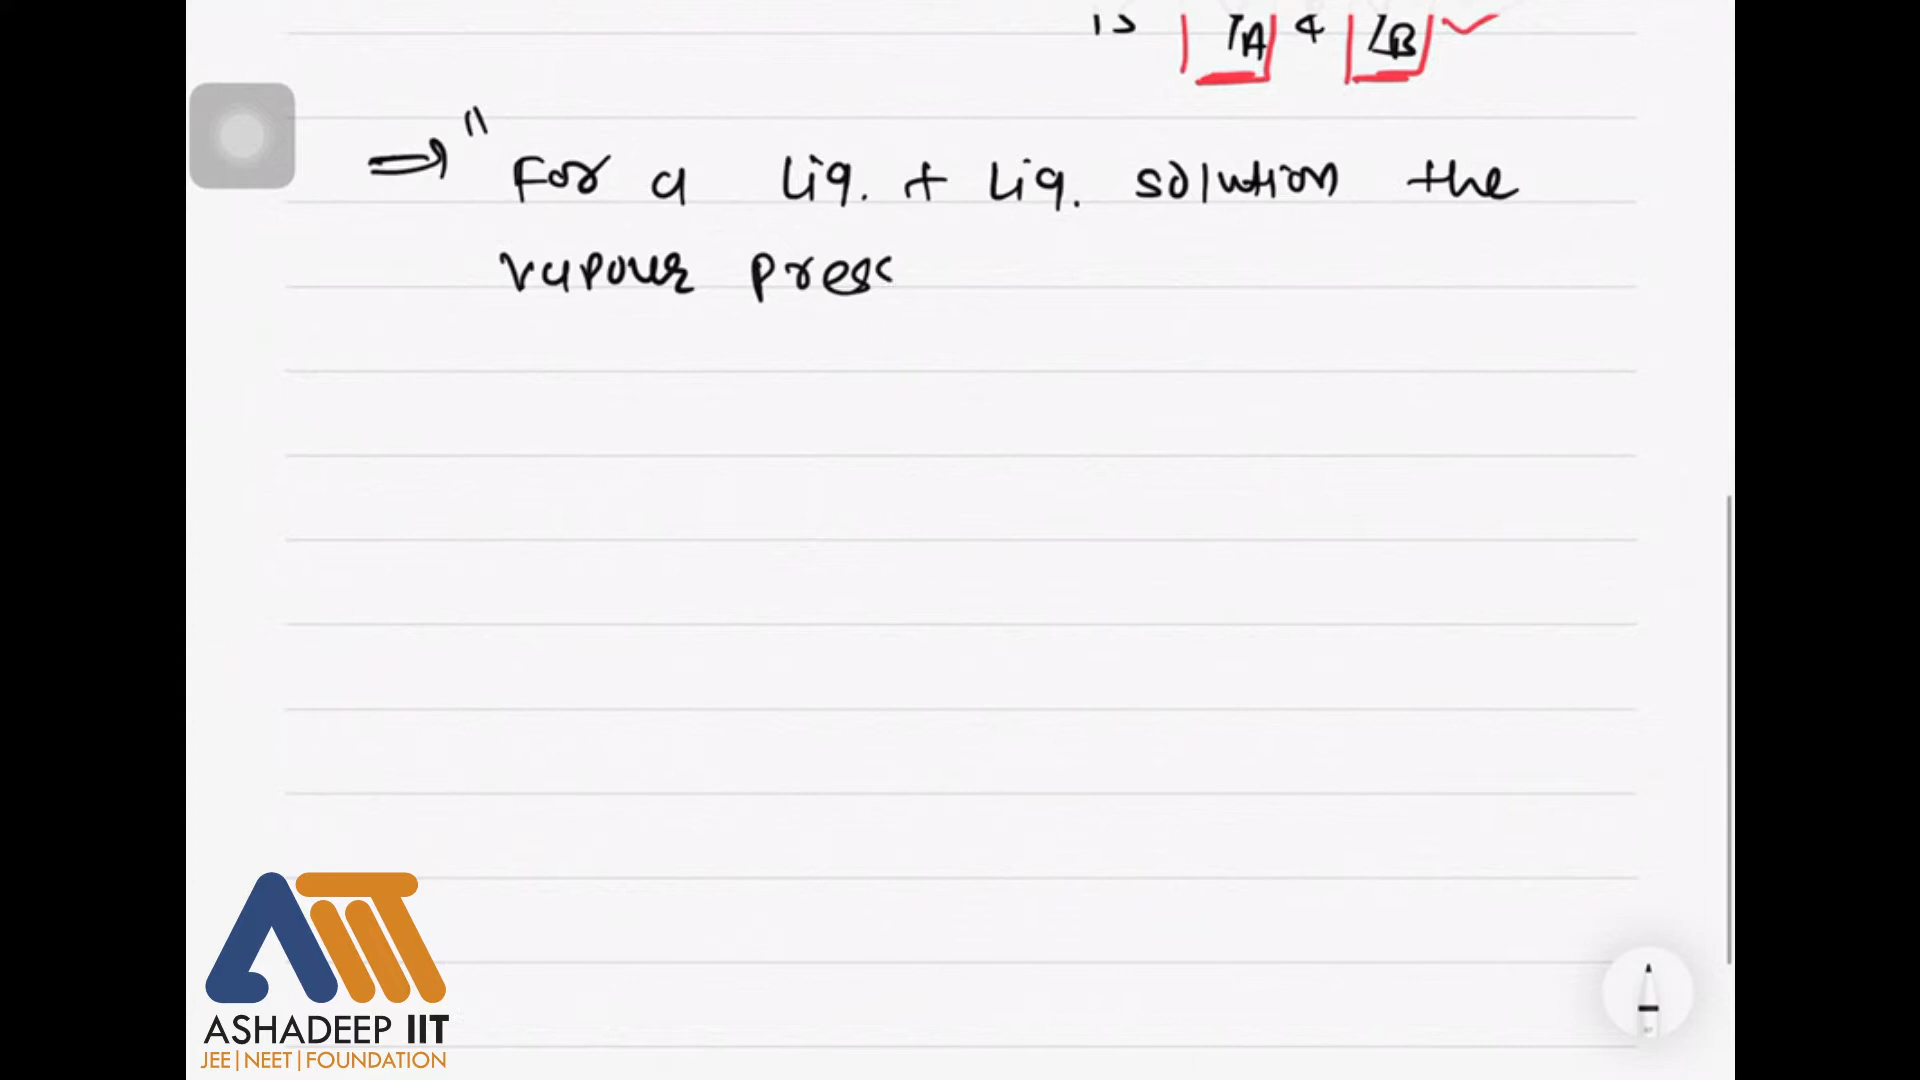 is
⇒ " For a Liq. + Liq. solution the
vapour pres
ASHADEEP IIT
JEE|NEET|FOUNDATION